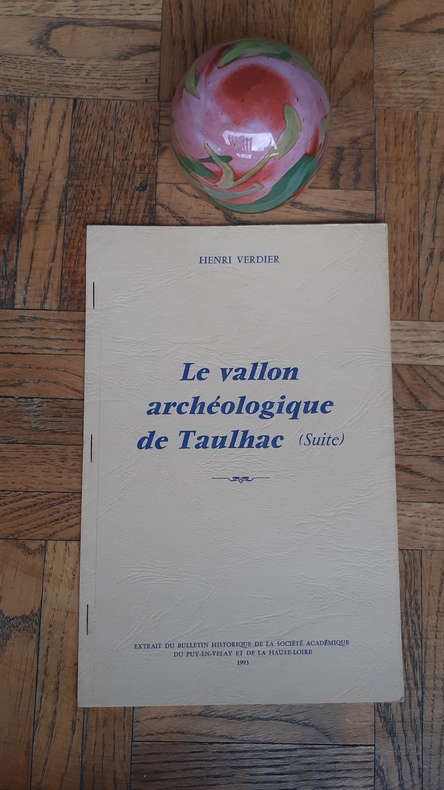 HENRI VERDIER
Le vallon
archéologique
de Taulhac (Suite)
EXTRAIT DU BULLETIN HISTORIQUE DE LA SOCIÉTÉ ACADÉMIQUE
DU PUY-EN-VELAY ET DE LA HAUTE-LOIRE
1993